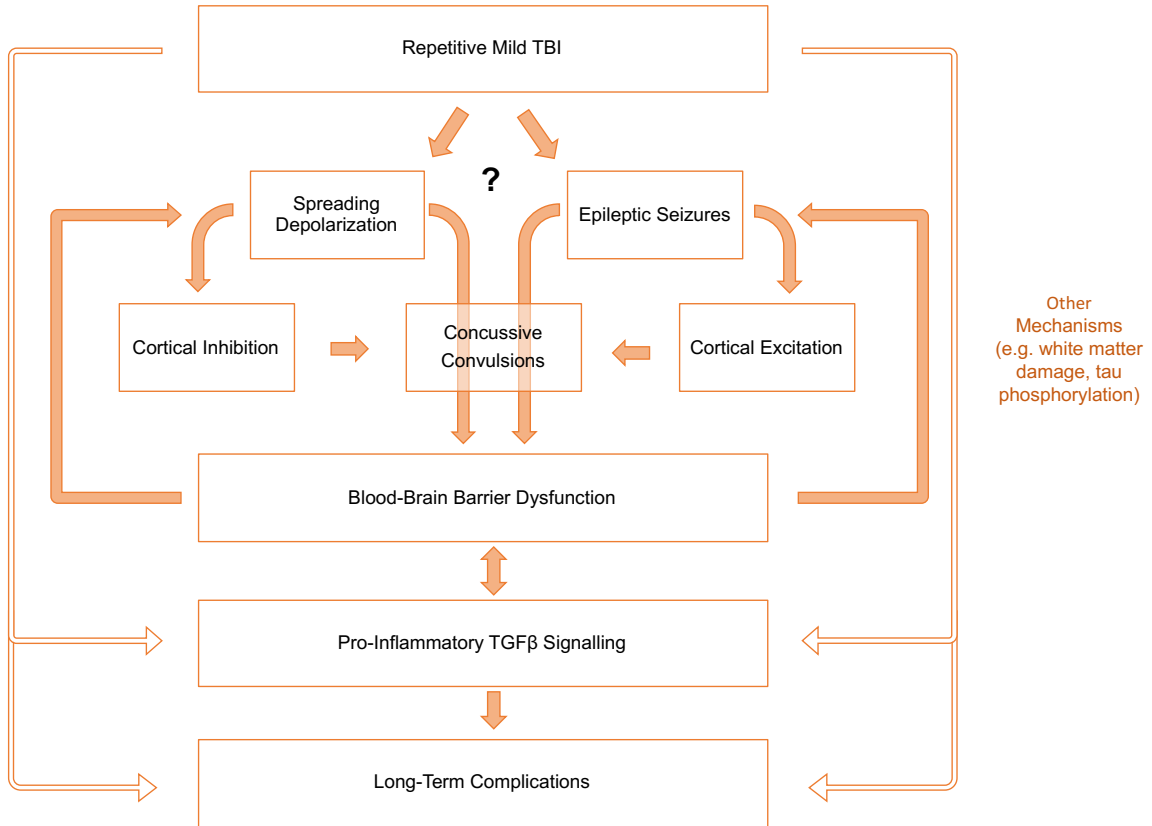 Repetitive Mild TBI
?
Spreading
Depolarization
Epileptic Seizures
Cortical Inhibition
Concussive
Convulsions
Cortical Excitation
Other
Mechanisms
(e.g. white matter
damage, tau
phosphorylation)
Blood-Brain Barrier Dysfunction
Pro-Inflammatory TGFβ Signalling
Long-Term Complications